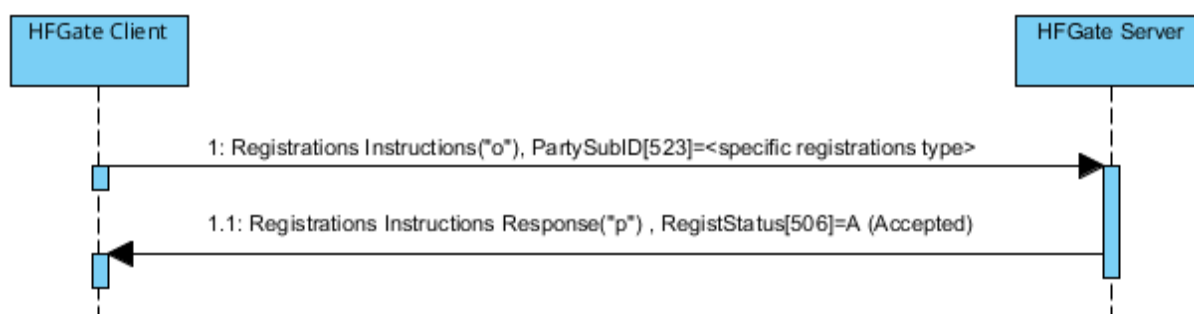 HFGate Client
HFGate Server
1: Registrations Instructions("o"), PartySubID[523]=<specific registrations type>
1.1: Registrations Instructions Response("p") , RegistStatus[506]=A (Accepted)